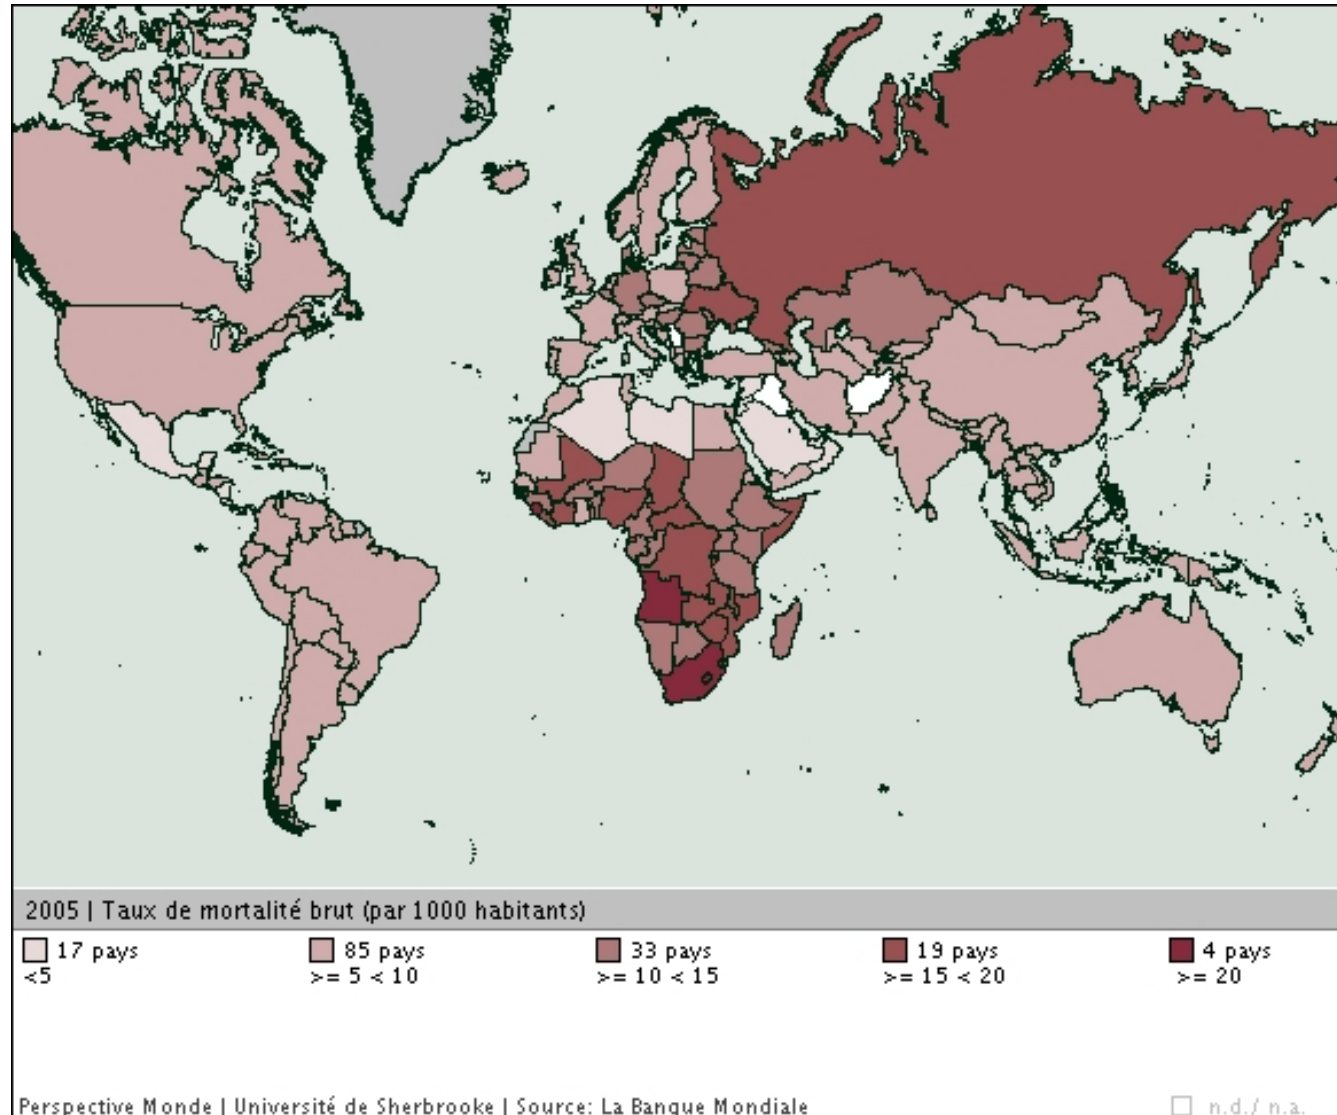 2005 | Taux de mortalité brut (par 1000 habitants)
17 pays
<5
85 pays
>= 5 < 10
33 pays
>= 10 < 15
19 pays
>= 15 < 20
4 pays
>= 20
Perspective Monde | Université de Sherbrooke | Source: La Banque Mondiale
n.d./ n.a.